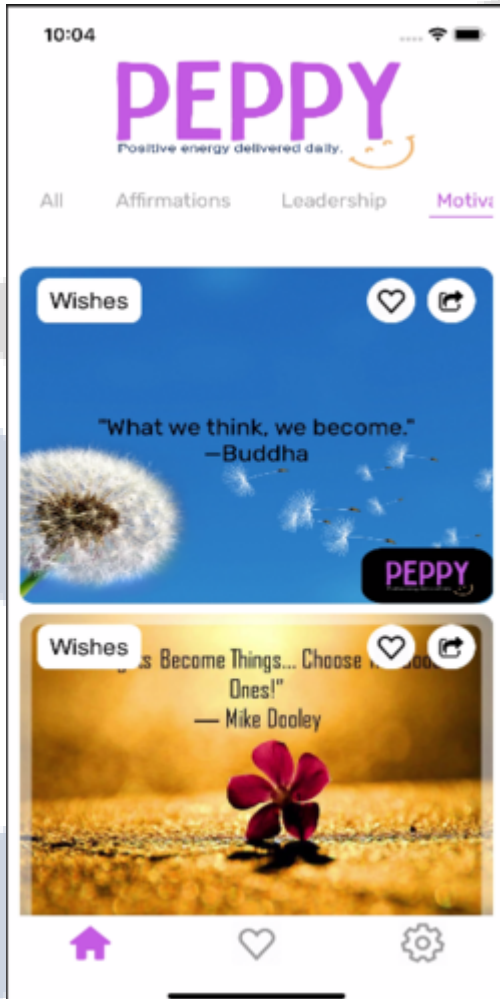 10:04
PEPPY
Positive energy delivered daily.
All Affirmations Leadership Motiva
Wishes
"What we think, we become."
—Buddha
PEPPY
Wishes
Become Things... Choose
Ones!"
— Mike Dooley